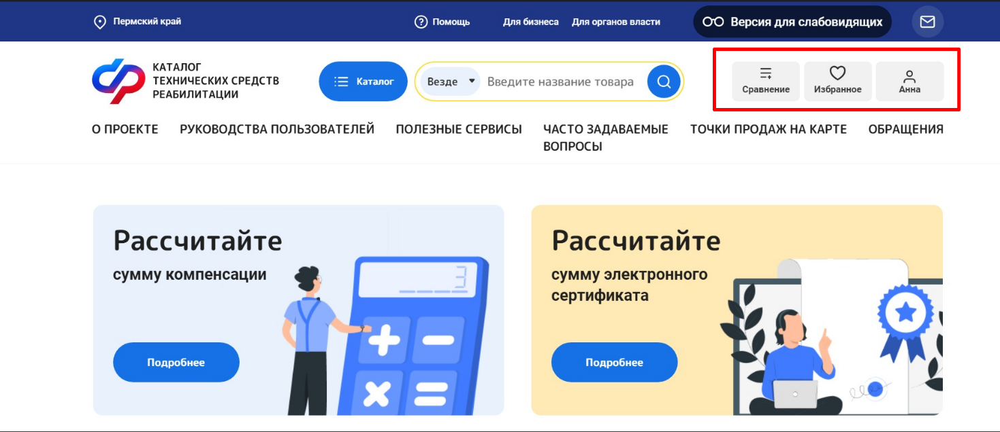 Пермский край
Помощь
Для бизнеса
Для органов власти
Версия для слабовидящих
КАТАЛОГ
ТЕХНИЧЕСКИХ СРЕДСТВ
РЕАБИЛИТАЦИИ
Каталог
Везде
Введите название товара
Сравнение
Избранное
Анна
О ПРОЕКТЕ
РУКОВОДСТВА ПОЛЬЗОВАТЕЛЕЙ
ПОЛЕЗНЫЕ СЕРВИСЫ
ЧАСТО ЗАДАВАЕМЫЕ
ВОПРОСЫ
ТОЧКИ ПРОДАЖ НА КАРТЕ
ОБРАЩЕНИЯ
Рассчитайте
сумму компенсации
3
Подробнее
Рассчитайте
сумму электронного
сертификата
Подробнее